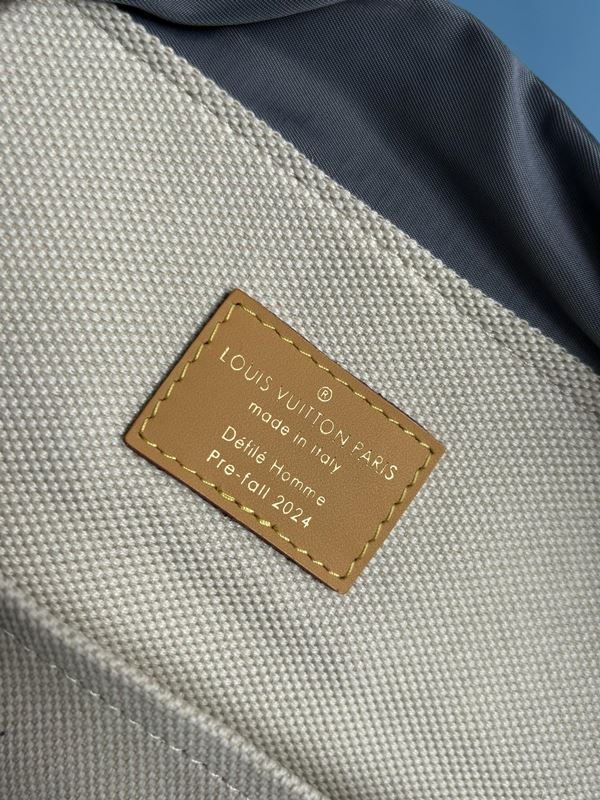 ®
LOUIS VUITTON PARIS
made in italy
Défilé Homme
Pre-fall 2024